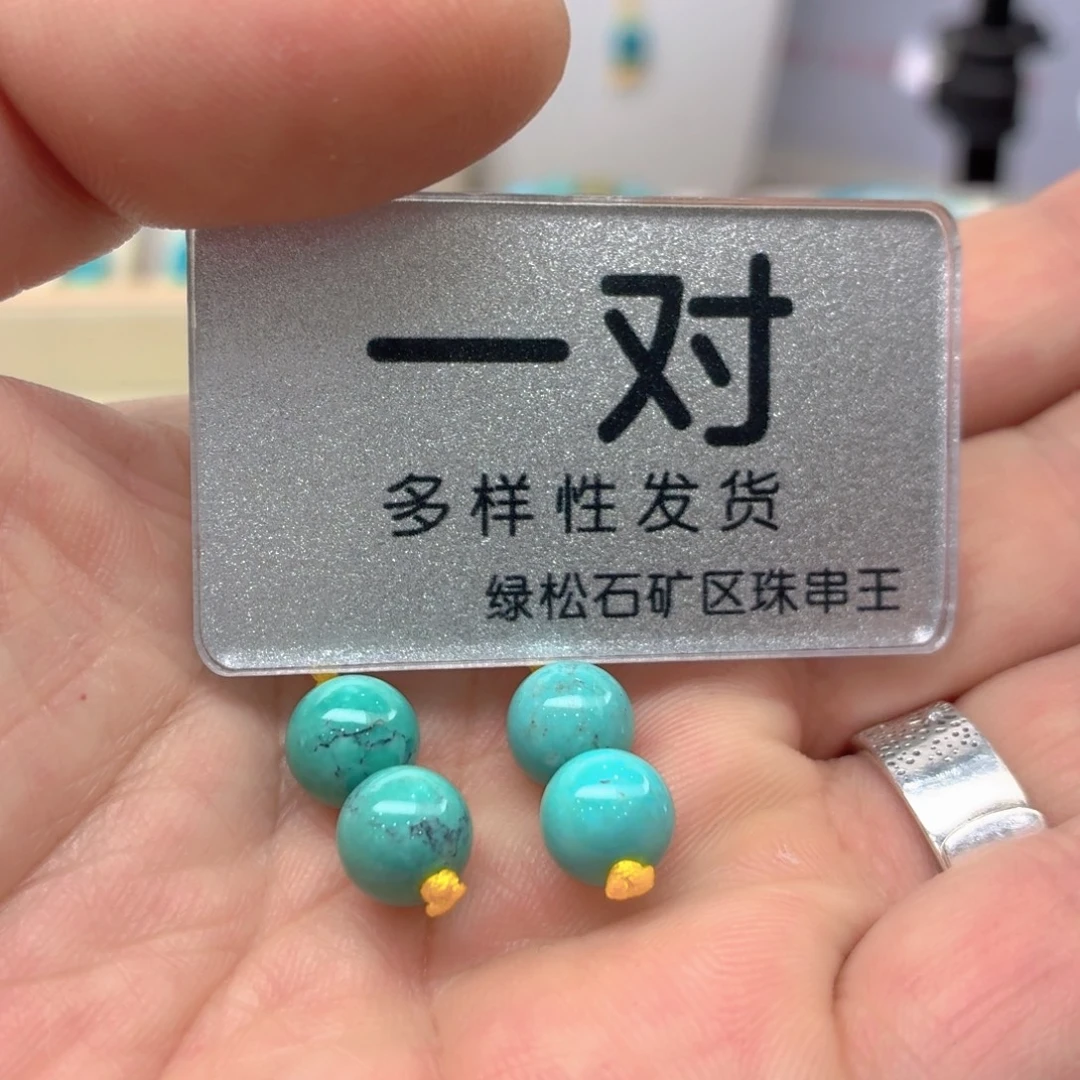 一对
多样性发货
绿松石矿区珠串王